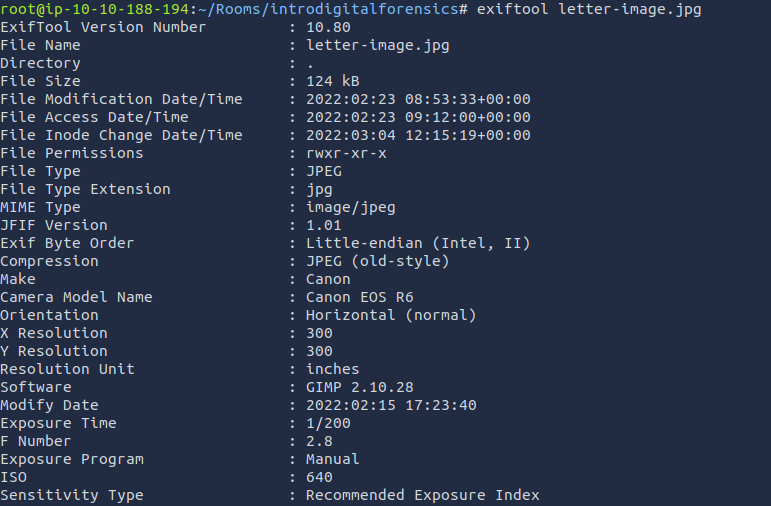 root@ip-10-10-188-194:~/Rooms/introdigitalforensics# exiftool letter-image.jpg
ExifTool Version Number         : 10.80
File Name                       : letter-image.jpg
Directory                       : .
File Size                       : 124 kB
File Modification Date/Time     : 2022:02:23 08:53:33+00:00
File Access Date/Time           : 2022:02:23 09:12:00+00:00
File Inode Change Date/Time     : 2022:03:04 12:15:19+00:00
File Permissions                : rwxr-xr-x
File Type                       : JPEG
File Type Extension             : jpg
MIME Type                       : image/jpeg
JFIF Version                    : 1.01
Exif Byte Order                 : Little-endian (Intel, II)
Compression                     : JPEG (old-style)
Make                            : Canon
Camera Model Name               : Canon EOS R6
Orientation                     : Horizontal (normal)
X Resolution                    : 300
Y Resolution                    : 300
Resolution Unit                 : inches
Software                        : GIMP 2.10.28
Modify Date                     : 2022:02:15 17:23:40
Exposure Time                   : 1/200
F Number                        : 2.8
Exposure Program                : Manual
ISO                             : 640
Sensitivity Type                : Recommended Exposure Index